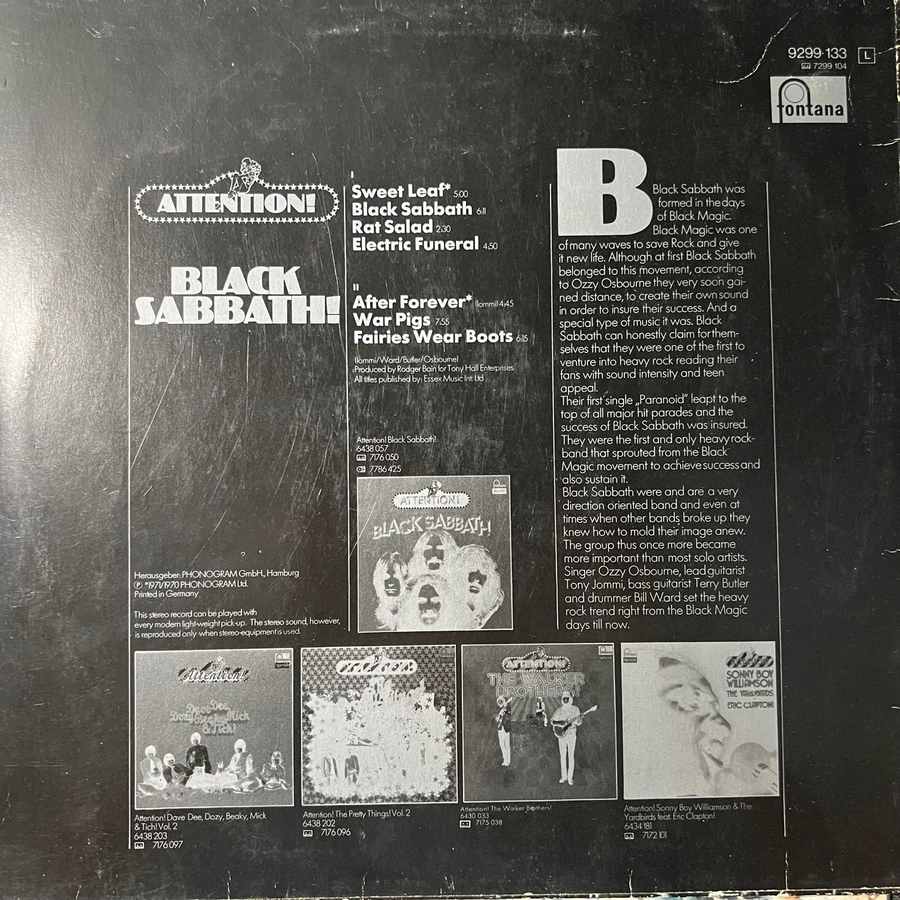 9299·133 L
7299 104
fontana
ATTENTION!
BLACK
SABBATH!
I
Sweet Leaf* 5:00
Black Sabbath 6:11
Rat Salad 2:30
Electric Funeral 4:50
II
After Forever* (Iommi) 4:45
War Pigs 7:55
Fairies Wear Boots 6:15
(Iommi/Ward/Butler/Osbourne)
Produced by Rodger Bain for Tony Hall Enterprises
All titles published by: Essex Music Int Ltd
Attention! Black Sabbath!
6438 057
7176 050
7786 425
ATTENTION!
BLACK SABBATH
B
Black Sabbath was
formed in the days
of Black Magic.
Black Magic was one
of many waves to save Rock and give
it new life. Although at first Black Sabbath
belonged to this movement, according
to Ozzy Osbourne they very soon gai-
ned distance, to create their own sound
in order to insure their success. And a
special type of music it was. Black
Sabbath can honestly claim for them-
selves that they were one of the first to
venture into heavy rock reading their
fans with sound intensity and teen
appeal.
Their first single „Paranoid" leapt to the
top of all major hit parades and the
success of Black Sabbath was insured.
They were the first and only heavy rock-
band that sprouted from the Black
Magic movement to achieve success and
also sustain it.
Black Sabbath were and are a very
direction oriented band and even at
times when other bands broke up they
knew how to mold their image anew.
The group thus once more became
more important than most solo artists.
Singer Ozzy Osbourne, lead guitarist
Tony Jommi, bass guitarist Terry Butler
and drummer Bill Ward set the heavy
rock trend right from the Black Magic
days till now.
Herausgeber: PHONOGRAM GmbH., Hamburg
℗ *1971/1970 PHONOGRAM Ltd.
Printed in Germany
This stereo record can be played with
every modern light-weight pick-up. The stereo sound, however,
is reproduced only when stereo-equipment is used.
Attention!
Dave Dee,
Dozy, Beaky, Mick
& Tich!
ATTENTION!
THE WALKER
BROTHERS!
SONNY BOY
WILLIAMSON
THE YARDBIRDS
ERIC CLAPTON!
Attention! Dave Dee, Dozy, Beaky, Mick
& Tich! Vol. 2
6438 203
7176 097
Attention! The Pretty Things! Vol. 2
6438 202
7176 096
Attention! The Walker Brothers!
6430 033
7175 038
Attention! Sonny Boy Williamson & The
Yardbirds feat. Eric Clapton!
6434 181
7172 101